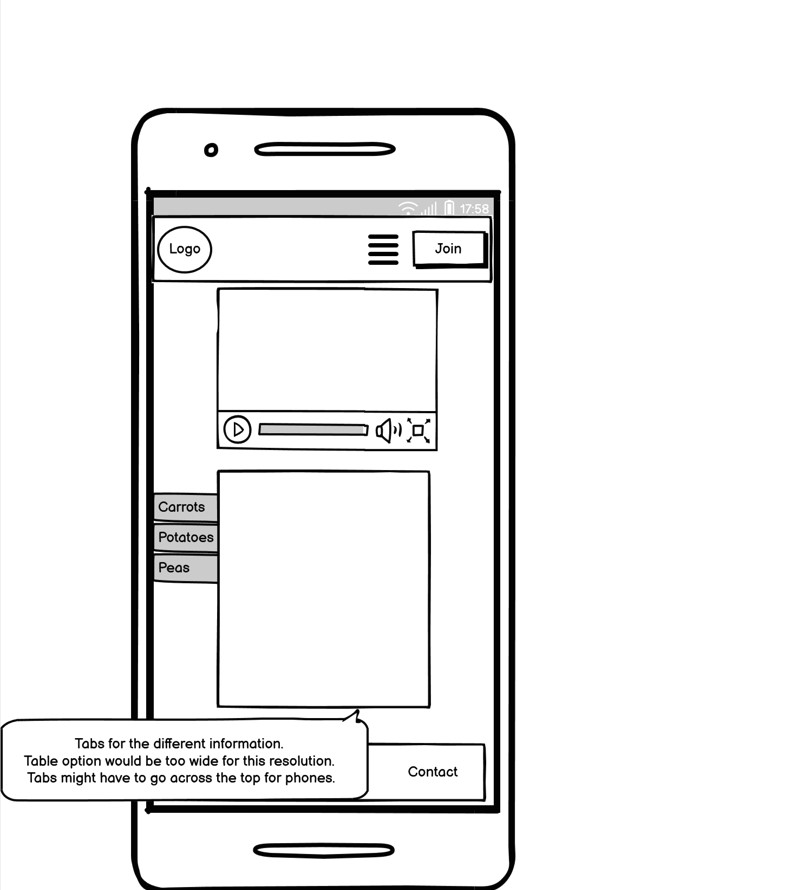 17:58
Logo
Join
Carrots
Potatoes
Peas
Tabs for the different information.
Table option would be too wide for this resolution.
Tabs might have to go across the top for phones.
Contact